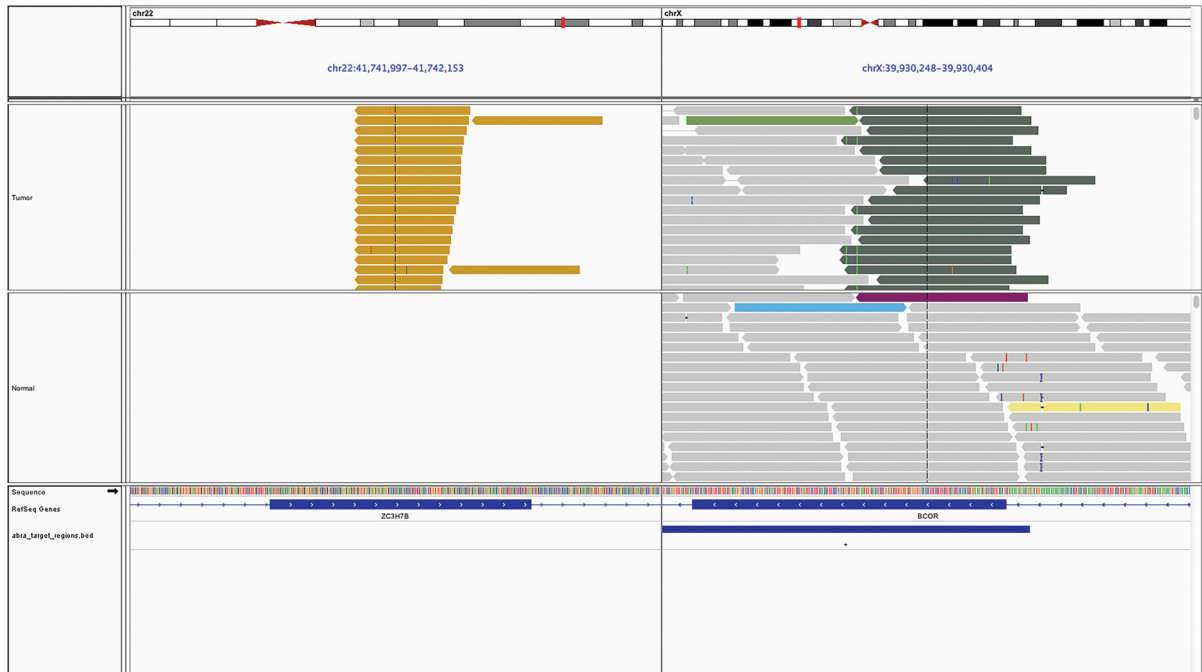 chr22 chrX
chr22:41,741,997-41,742,153 chrX:39,930,248-39,930,404
Tumor
Normal
Sequence
RefSeq Genes
ZC3H7B BCOR
abra_target_regions.bed